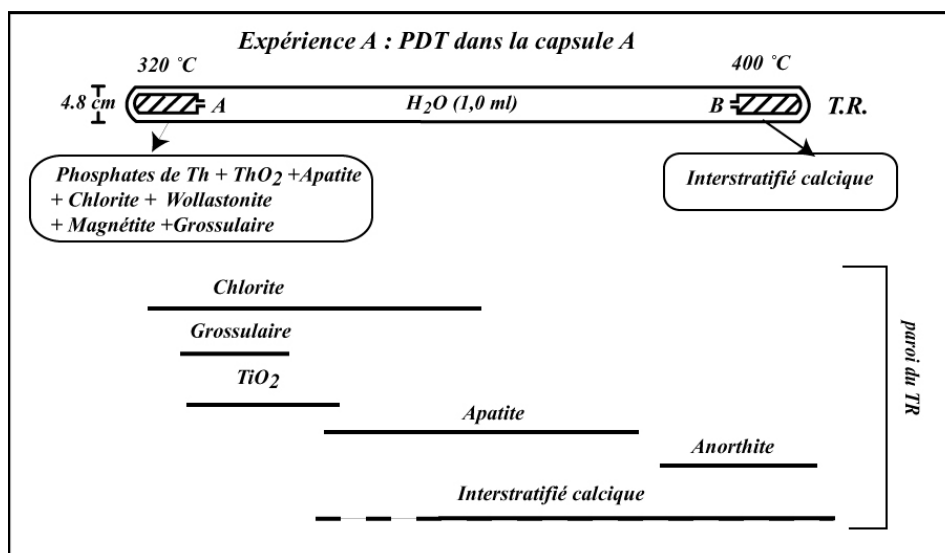 Expérience A : PDT dans la capsule A
320 °C
400 °C
4.8 cm
A
H2O (1,0 ml)
B
T.R.
Phosphates de Th + ThO2 +Apatite
+ Chlorite + Wollastonite
+ Magnétite +Grossulaire
Interstratifié calcique
Chlorite
Grossulaire
TiO2
Apatite
Anorthite
Interstratifié calcique
paroi du TR